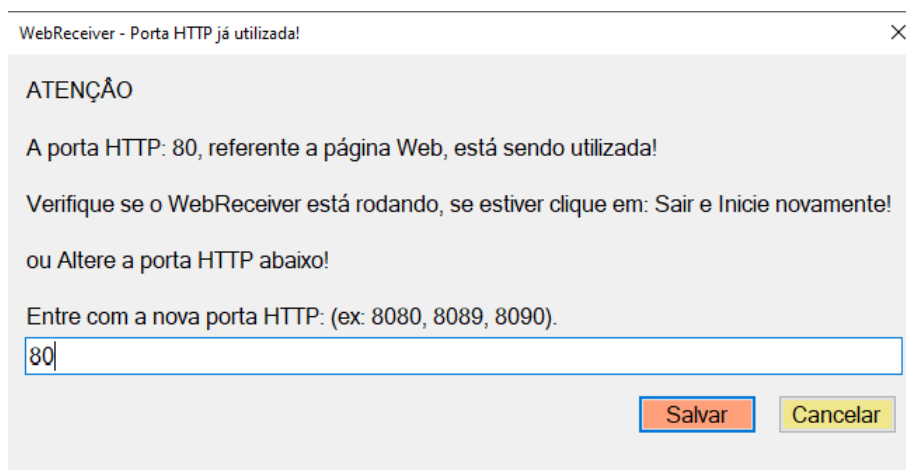 WebReceiver - Porta HTTP já utilizada!
ATENÇÂO
A porta HTTP: 80, referente a página Web, está sendo utilizada!
Verifique se o WebReceiver está rodando, se estiver clique em: Sair e Inicie novamente!
ou Altere a porta HTTP abaixo!
Entre com a nova porta HTTP: (ex: 8080, 8089, 8090).
80
Salvar Cancelar